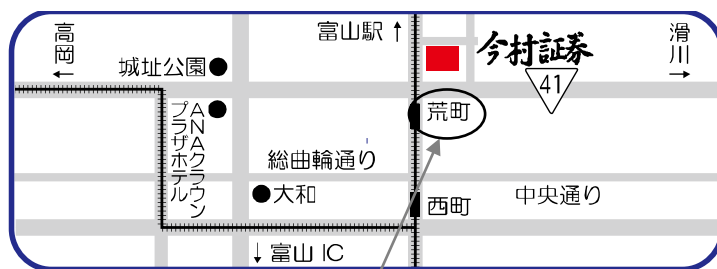 高岡
←
富山駅↑
今村証券
滑川
→
城址公園●
41
ANAクラウン
プラザホテル
荒町
総曲輪通り
●大和
西町
中央通り
↓富山 IC